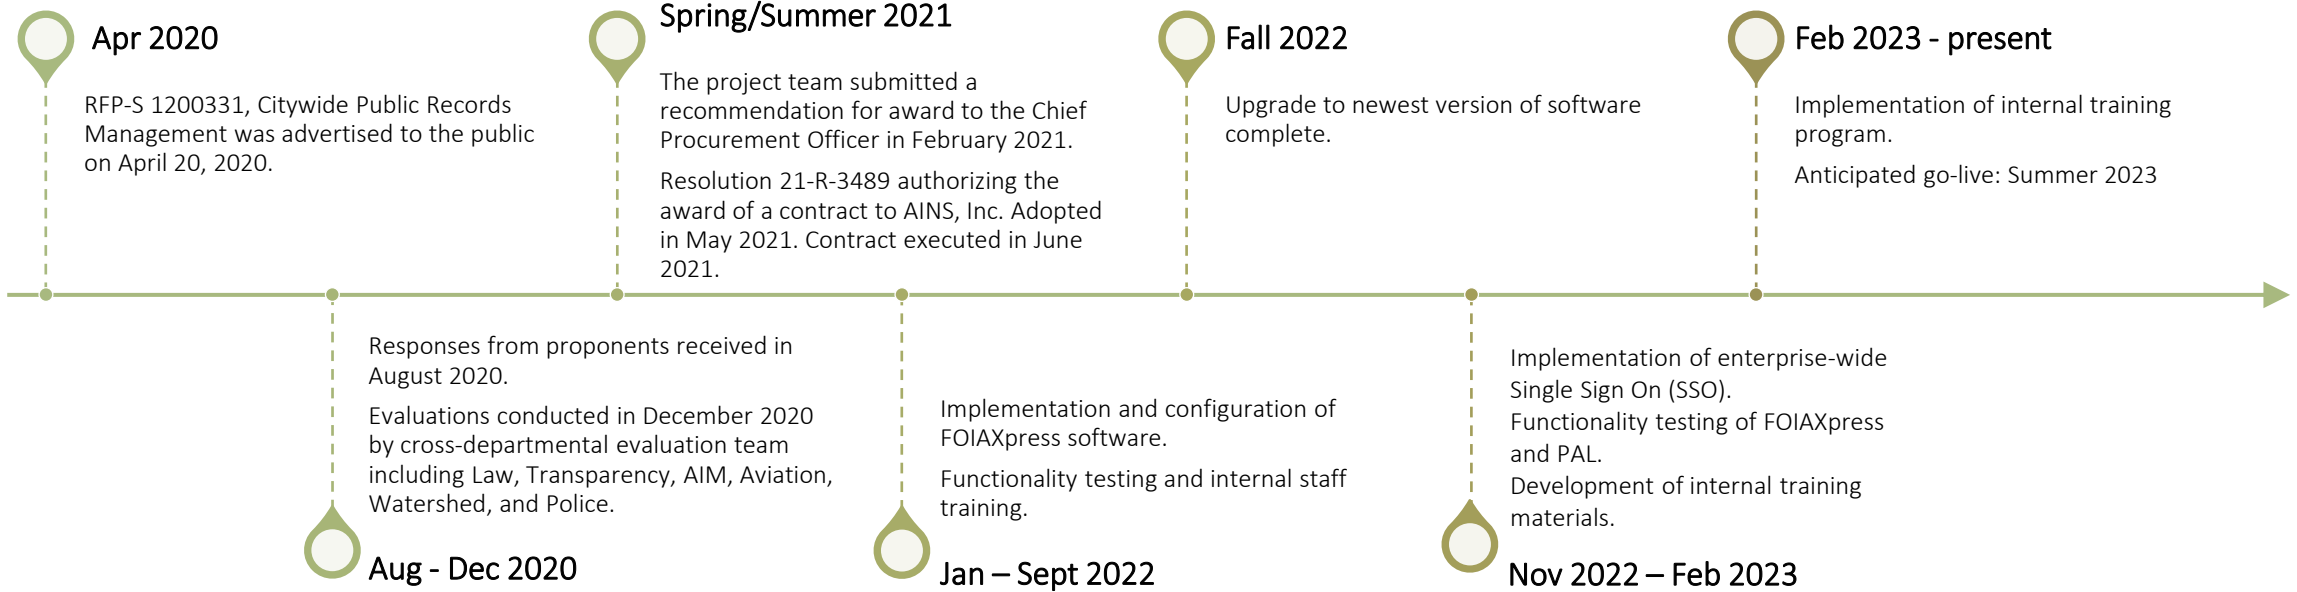 Apr 2020
RFP-S 1200331, Citywide Public Records
Management was advertised to the public
on April 20, 2020.
Responses from proponents received in
August 2020.
Evaluations conducted in December 2020
by cross-departmental evaluation team
including Law, Transparency, AIM, Aviation,
Watershed, and Police.
Aug - Dec 2020
Spring/Summer 2021
The project team submitted a
recommendation for award to the Chief
Procurement Officer in February 2021.
Resolution 21-R-3489 authorizing the
award of a contract to AINS, Inc. Adopted
in May 2021. Contract executed in June
2021.
Implementation and configuration of
FOIAXpress software.
Functionality testing and internal staff
training.
Jan – Sept 2022
Fall 2022
Upgrade to newest version of software
complete.
Implementation of enterprise-wide
Single Sign On (SSO).
Functionality testing of FOIAXpress
and PAL.
Development of internal training
materials.
Nov 2022 – Feb 2023
Feb 2023 - present
Implementation of internal training
program.
Anticipated go-live: Summer 2023